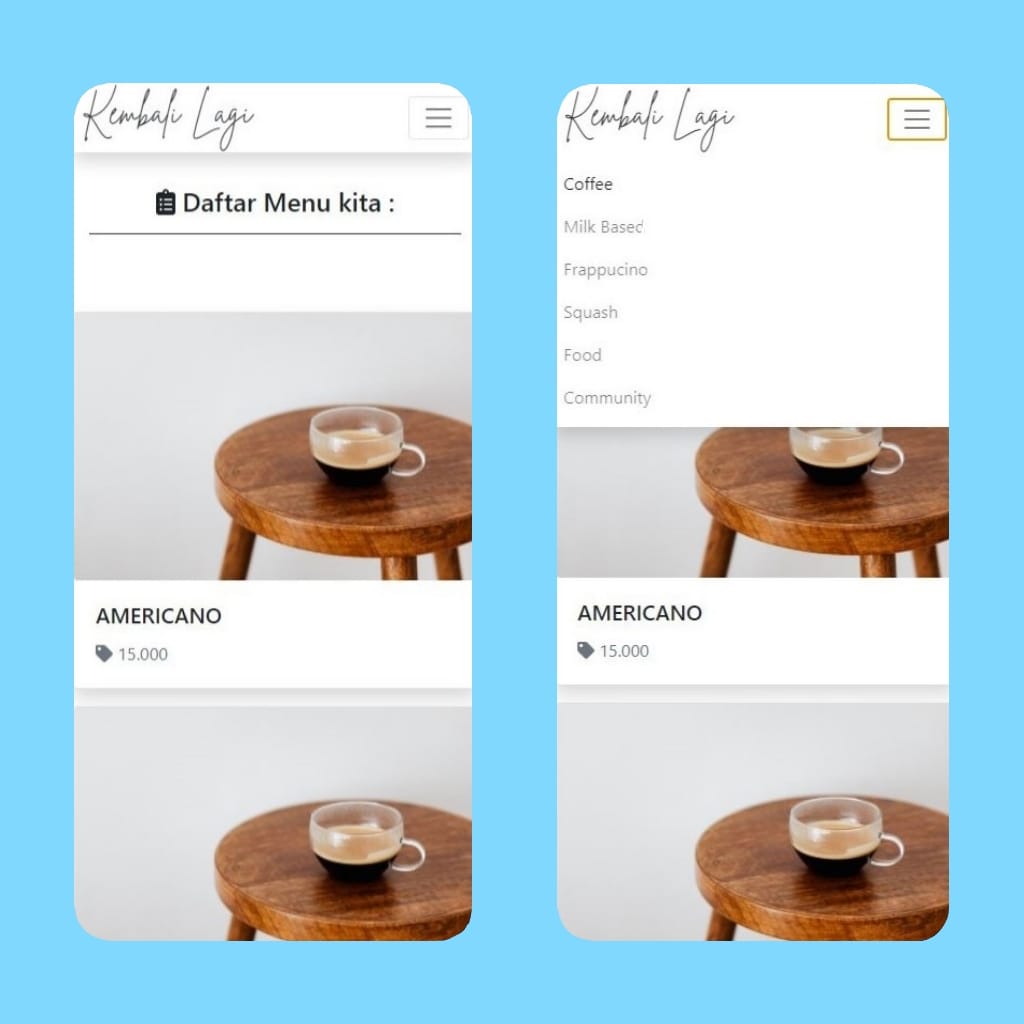 Kembali Lagi
Daftar Menu kita :
AMERICANO
15.000
Kembali Lagi
Coffee
Milk Based
Frappucino
Squash
Food
Community
AMERICANO
15.000